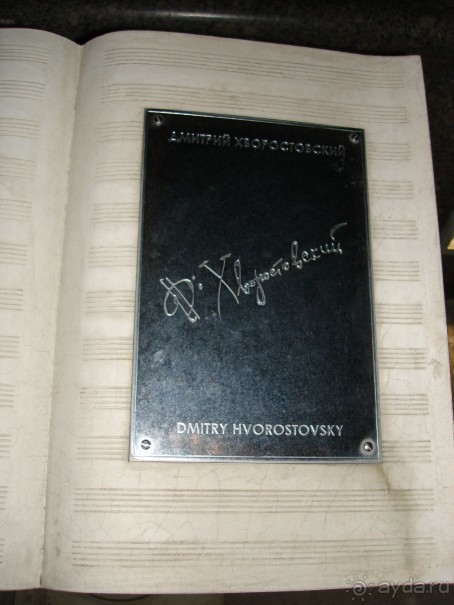 ДМИТРИЙ ХВОРОСТОВСКИЙ
Д. Хворостовский
DMITRY HVOROSTOVSKY
ayda.ru